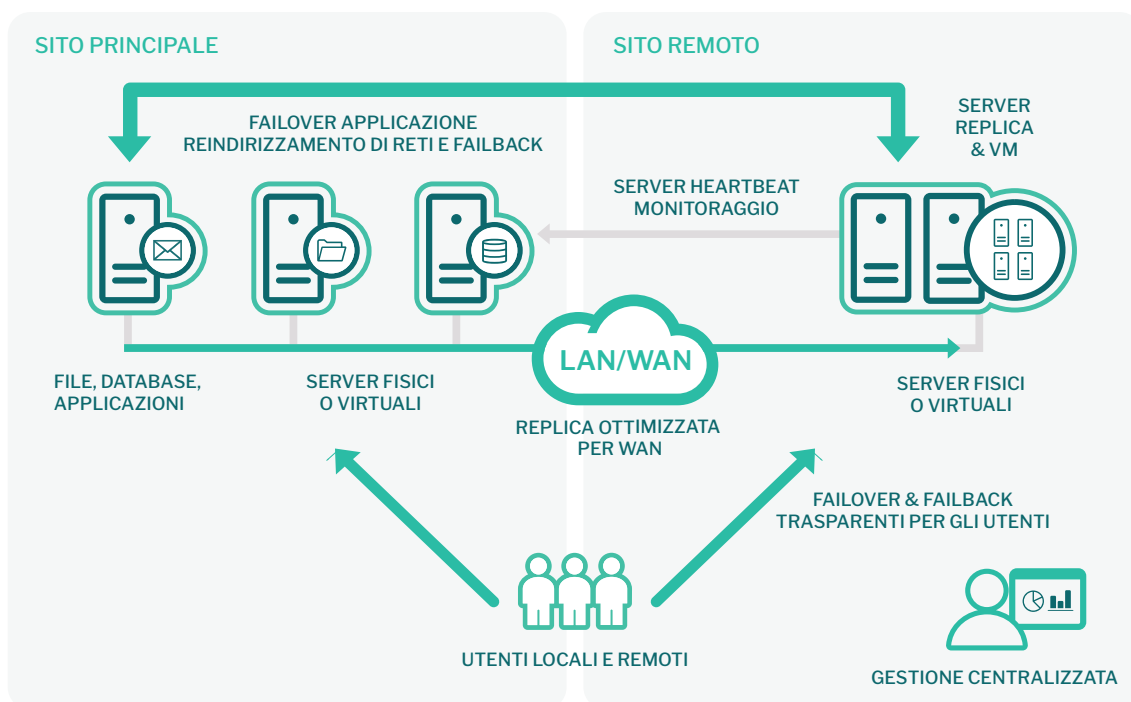 SITO PRINCIPALE
SITO REMOTO
FAILOVER APPLICAZIONE
REINDIRIZZAMENTO DI RETI E FAILBACK
SERVER
REPLICA
& VM
SERVER HEARTBEAT
MONITORAGGIO
LAN/WAN
FILE, DATABASE,
APPLICAZIONI
SERVER FISICI
O VIRTUALI
REPLICA OTTIMIZZATA
PER WAN
SERVER FISICI
O VIRTUALI
FAILOVER & FAILBACK
TRASPARENTI PER GLI UTENTI
UTENTI LOCALI E REMOTI
GESTIONE CENTRALIZZATA